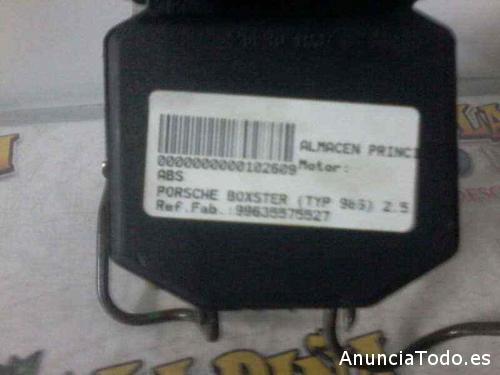 ALMACEN PRINCI
0000000000102609 Motor:
ABS
PORSCHE BOXSTER (TYP 986) 2.5
Ref.Fab.:99635575527
AnunciaTodo.es